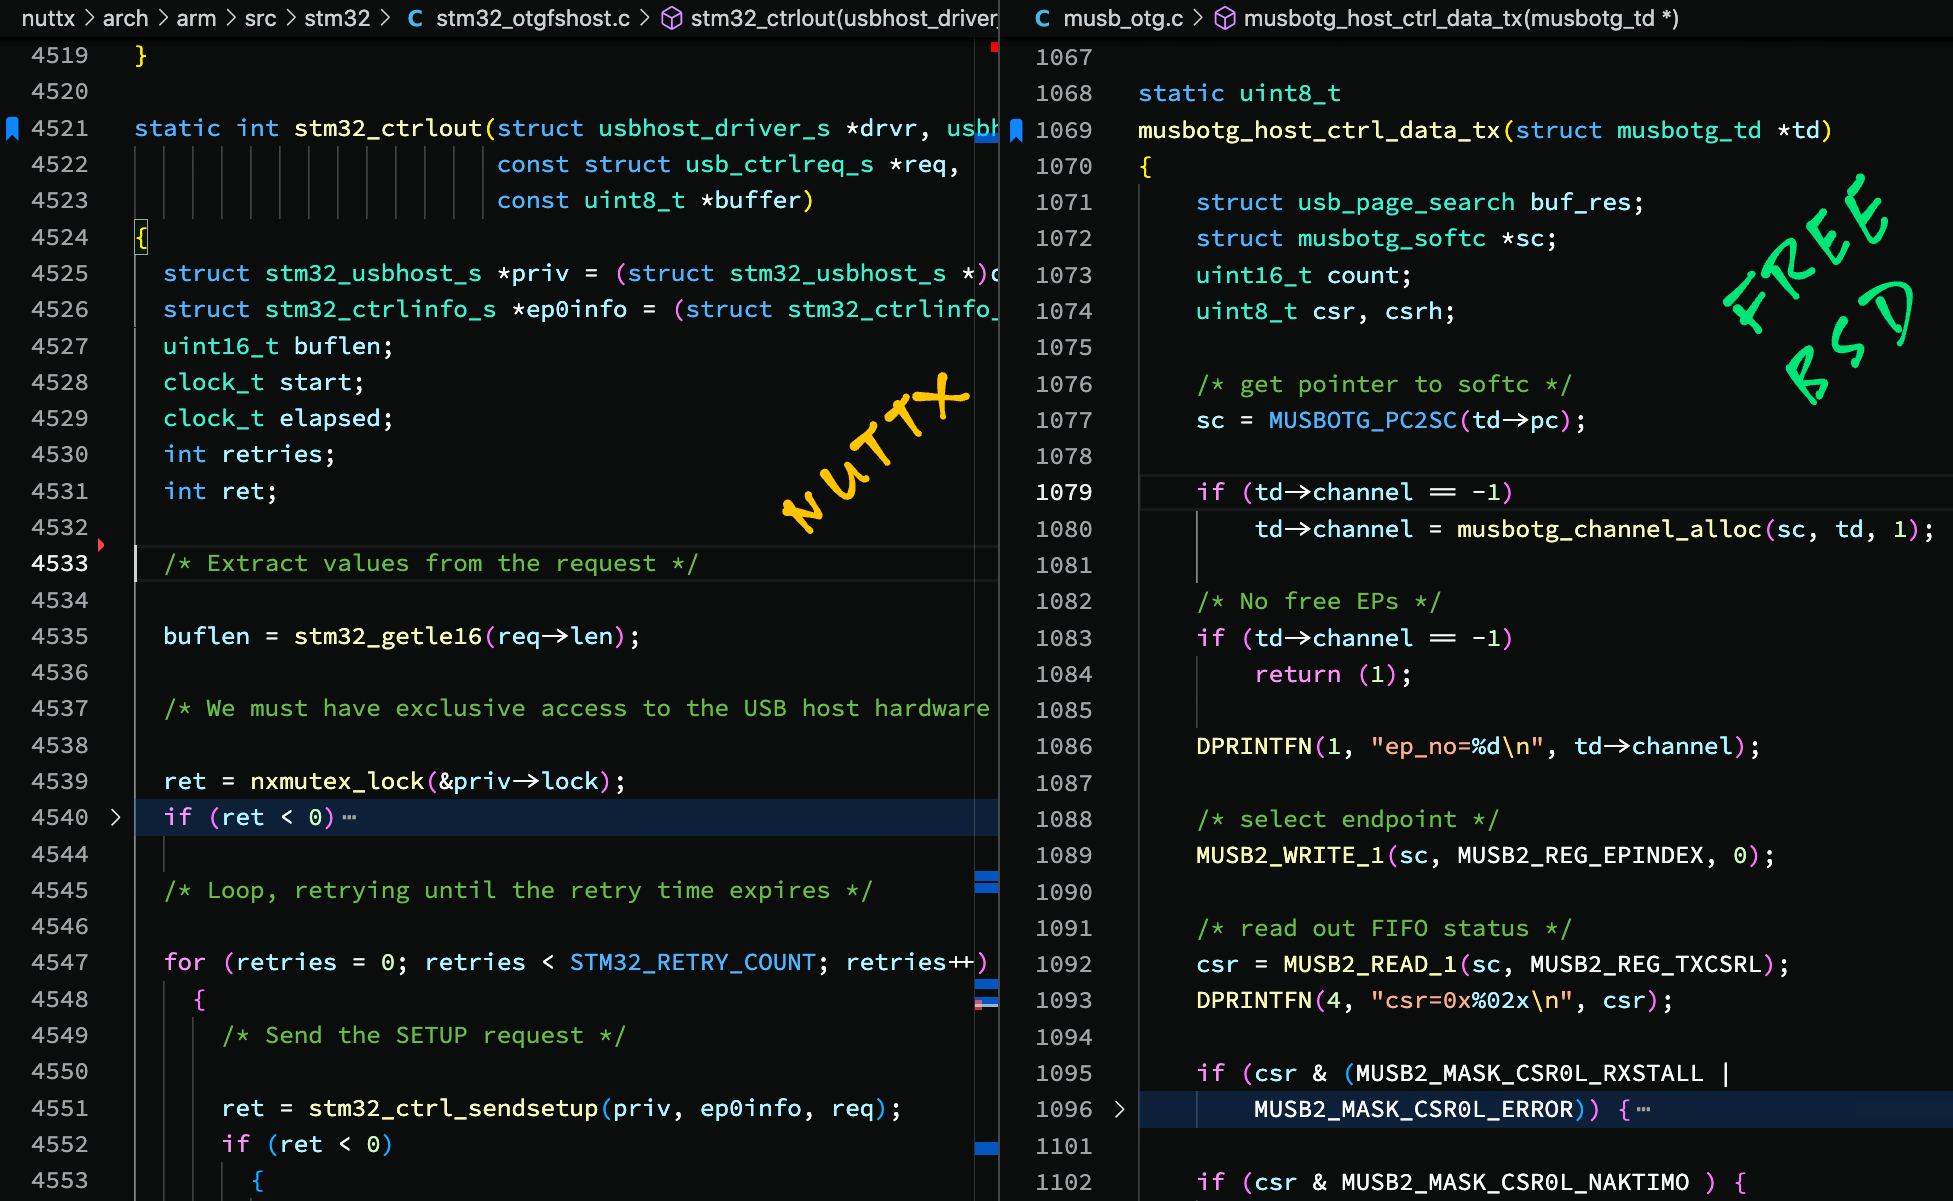 nuttx > arch > arm > src > stm32 > C stm32_otgfshost.c > stm32_ctrlout(usbhost_driver_
4519 }
4520
4521 static int stm32_ctrlout(struct usbhost_driver_s *drvr, usbh
4522 const struct usb_ctrlreq_s *req,
4523 const uint8_t *buffer)
4524 {
4525 struct stm32_usbhost_s *priv = (struct stm32_usbhost_s *)d
4526 struct stm32_ctrlinfo_s *ep0info = (struct stm32_ctrlinfo_
4527 uint16_t buflen;
4528 clock_t start;
4529 clock_t elapsed;
4530 int retries;
4531 int ret;
4532
4533 /* Extract values from the request */
4534
4535 buflen = stm32_getle16(req->len);
4536
4537 /* We must have exclusive access to the USB host hardware
4538
4539 ret = nxmutex_lock(&priv->lock);
4540 > if (ret < 0) ⋯
4544
4545 /* Loop, retrying until the retry time expires */
4546
4547 for (retries = 0; retries < STM32_RETRY_COUNT; retries++)
4548 {
4549 /* Send the SETUP request */
4550
4551 ret = stm32_ctrl_sendsetup(priv, ep0info, req);
4552 if (ret < 0)
4553 {
NUTTX
C musb_otg.c > musbotg_host_ctrl_data_tx(musbotg_td *)
1067
1068 static uint8_t
1069 musbotg_host_ctrl_data_tx(struct musbotg_td *td)
1070 {
1071 struct usb_page_search buf_res;
1072 struct musbotg_softc *sc;
1073 uint16_t count;
1074 uint8_t csr, csrh;
1075
1076 /* get pointer to softc */
1077 sc = MUSBOTG_PC2SC(td->pc);
1078
1079 if (td->channel == -1)
1080 td->channel = musbotg_channel_alloc(sc, td, 1);
1081
1082 /* No free EPs */
1083 if (td->channel == -1)
1084 return (1);
1085
1086 DPRINTFN(1, "ep_no=%d\n", td->channel);
1087
1088 /* select endpoint */
1089 MUSB2_WRITE_1(sc, MUSB2_REG_EPINDEX, 0);
1090
1091 /* read out FIFO status */
1092 csr = MUSB2_READ_1(sc, MUSB2_REG_TXCSRL);
1093 DPRINTFN(4, "csr=0x%02x\n", csr);
1094
1095 if (csr & (MUSB2_MASK_CSR0L_RXSTALL |
1096 > MUSB2_MASK_CSR0L_ERROR)) { ⋯
1101
1102 if (csr & MUSB2_MASK_CSR0L_NAKTIMO ) {
FREE
BSD